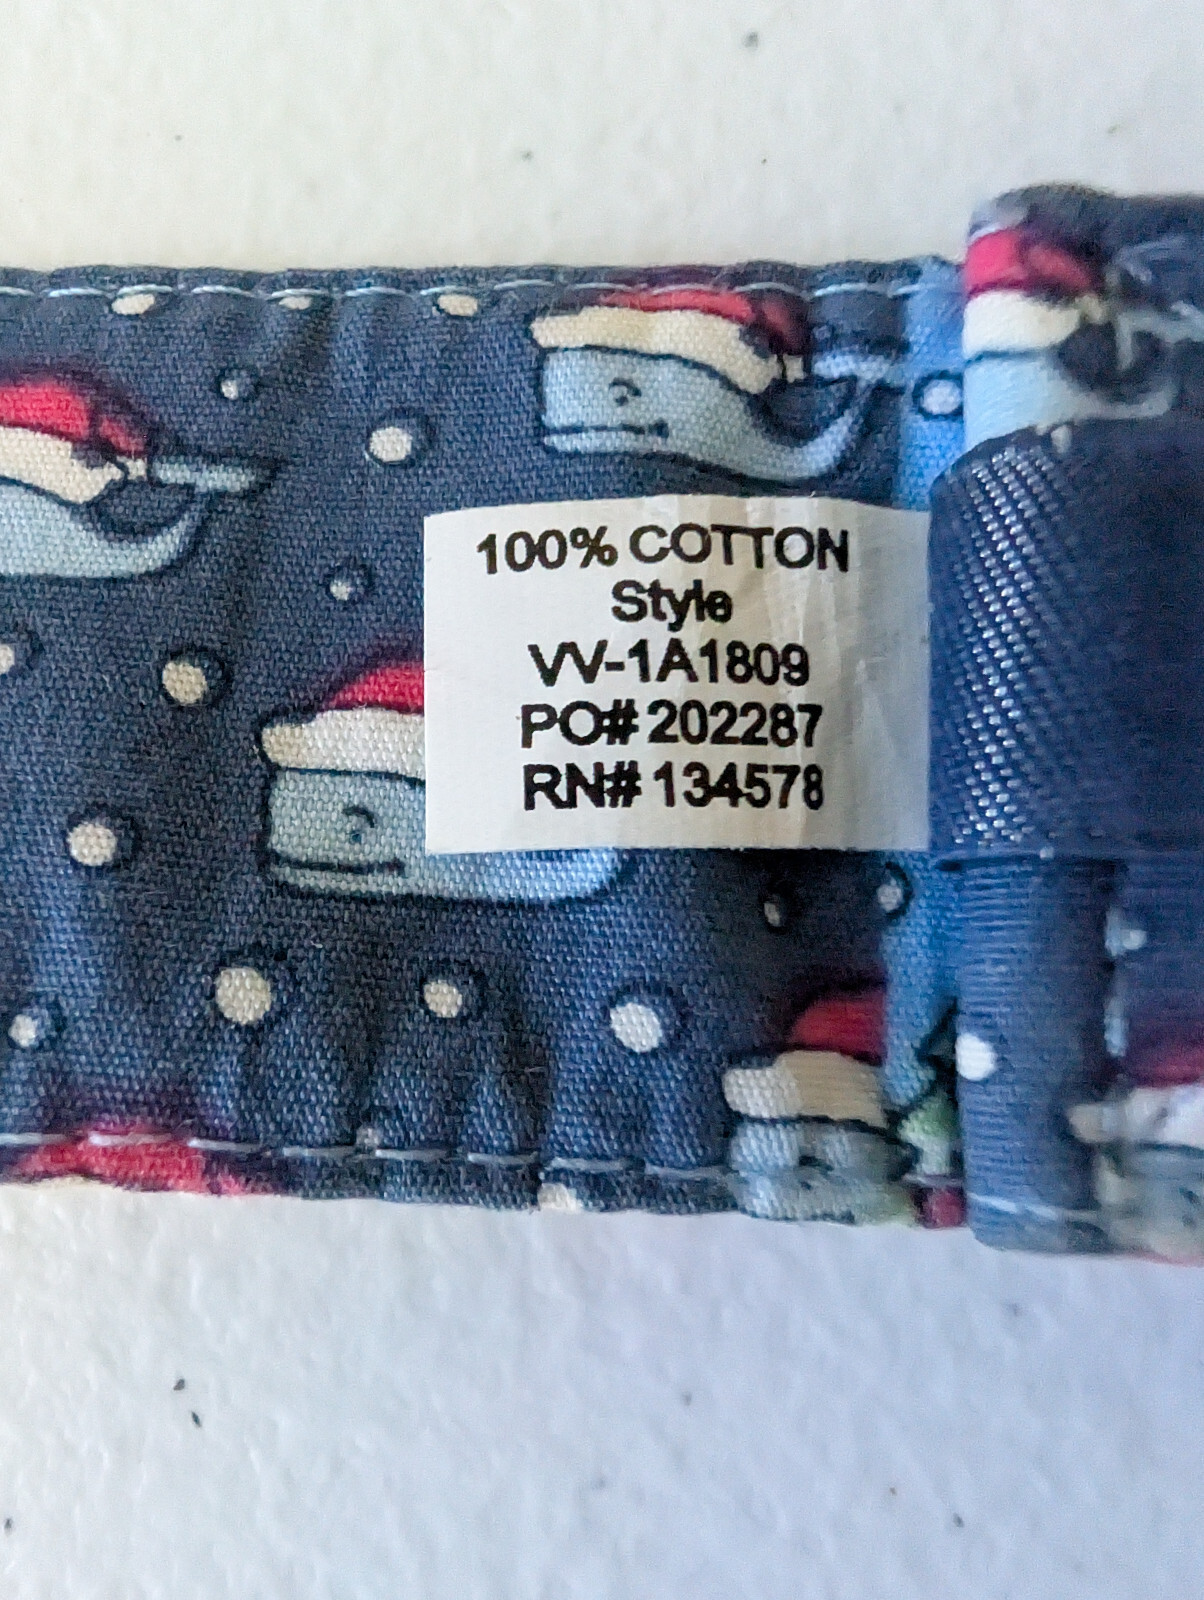 100% COTTON
Style
VV-1A1809
PO# 202287
RN# 134578